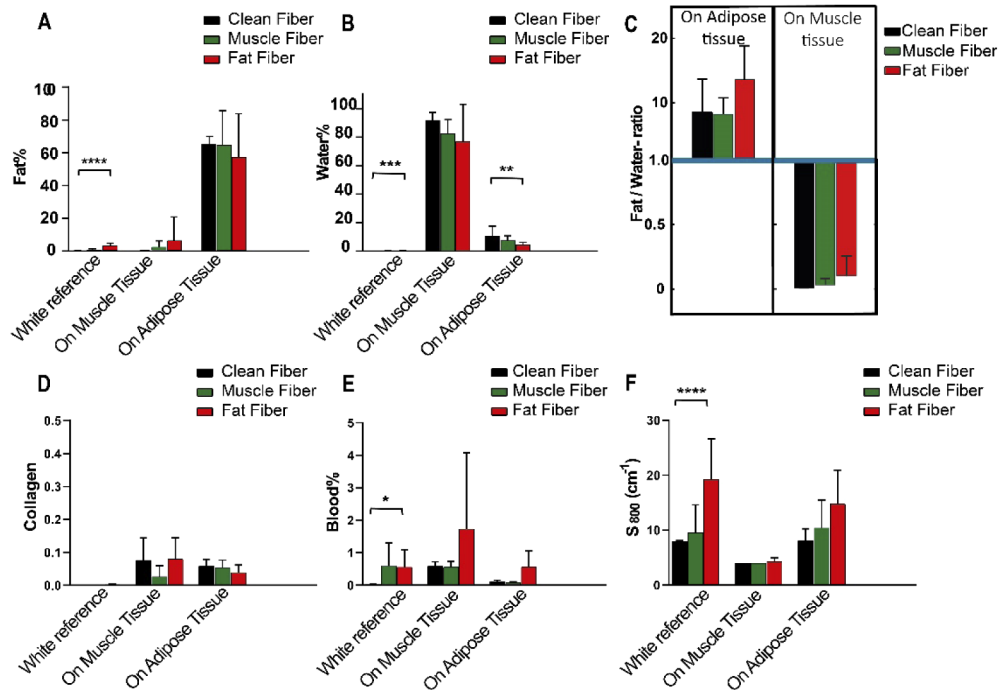 A
Clean Fiber
Muscle Fiber
Fat Fiber
Fat%
100
80
60
40
20
0
****
White reference
On Muscle Tissue
On Adipose Tissue
B
Clean Fiber
Muscle Fiber
Fat Fiber
Water%
100
80
60
40
20
0
***
**
White reference
On Muscle Tissue
On Adipose Tissue
C
On Adipose
tissue
On Muscle
tissue
Clean Fiber
Muscle Fiber
Fat Fiber
Fat / Water- ratio
20
10
1.0
0.5
0
D
Clean Fiber
Muscle Fiber
Fat Fiber
Collagen
0.5
0.4
0.3
0.2
0.1
0.0
White reference
On Muscle Tissue
On Adipose Tissue
E
Clean Fiber
Muscle Fiber
Fat Fiber
Blood%
5
4
3
2
1
0
*
White reference
On Muscle Tissue
On Adipose Tissue
F
Clean Fiber
Muscle Fiber
Fat Fiber
S800 (cm-1)
30
20
10
0
****
White reference
On Muscle Tissue
On Adipose Tissue